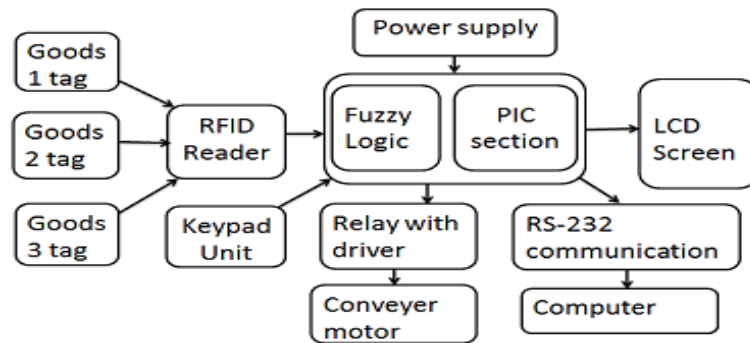 Power supply
Goods
1 tag
Goods
2 tag
Goods
3 tag
RFID
Reader
Keypad
Unit
Fuzzy
Logic
PIC
section
LCD
Screen
Relay with
driver
Conveyer
motor
RS-232
communication
Computer